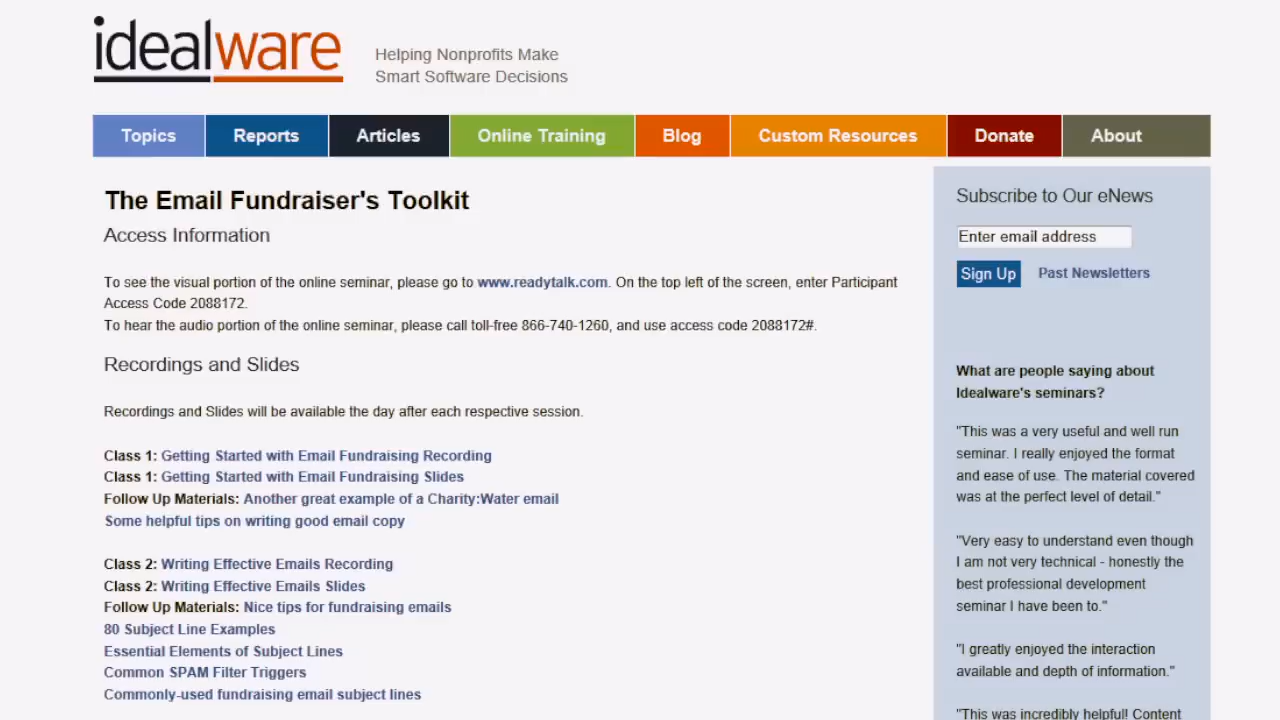 idealware
Helping Nonprofits Make
Smart Software Decisions
Topics
Reports
Articles
Online Training
Blog
Custom Resources
Donate
About
The Email Fundraiser's Toolkit
Access Information
To see the visual portion of the online seminar, please go to www.readytalk.com. On the top left of the screen, enter Participant
Access Code 2088172.
To hear the audio portion of the online seminar, please call toll-free 866-740-1260, and use access code 2088172#.
Recordings and Slides
Recordings and Slides will be available the day after each respective session.
Class 1: Getting Started with Email Fundraising Recording
Class 1: Getting Started with Email Fundraising Slides
Follow Up Materials: Another great example of a Charity:Water email
Some helpful tips on writing good email copy
Class 2: Writing Effective Emails Recording
Class 2: Writing Effective Emails Slides
Follow Up Materials: Nice tips for fundraising emails
80 Subject Line Examples
Essential Elements of Subject Lines
Common SPAM Filter Triggers
Commonly-used fundraising email subject lines
Subscribe to Our eNews
Enter email address
Sign Up
Past Newsletters
What are people saying about
Idealware's seminars?
"This was a very useful and well run
seminar. I really enjoyed the format
and ease of use. The material covered
was at the perfect level of detail."
"Very easy to understand even though
I am not very technical - honestly the
best professional development
seminar I have been to."
"I greatly enjoyed the interaction
available and depth of information."
"This was incredibly helpful! Content